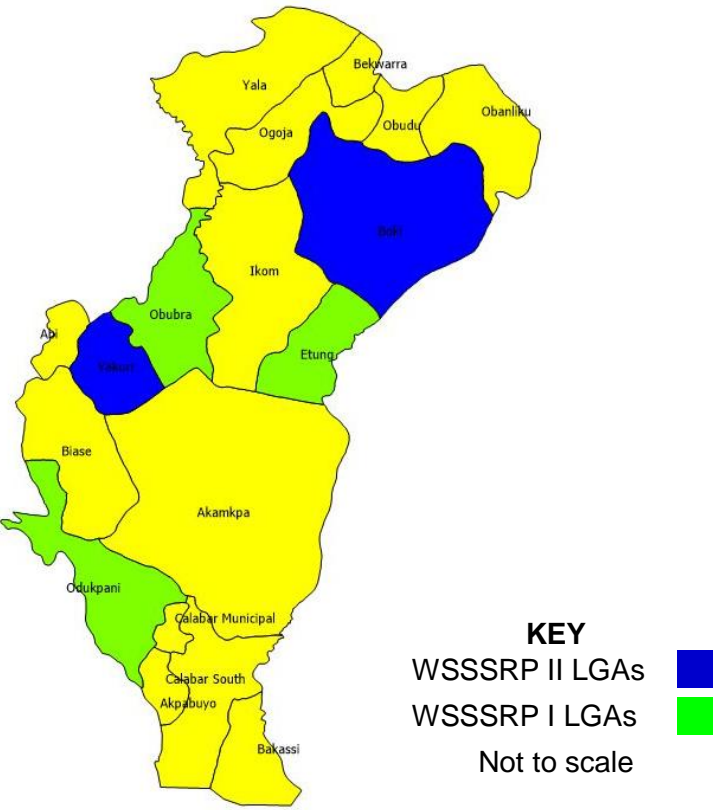 Bekwarra
Yala
Obanliku
Ogoja
Obudu
Boki
Ikom
Obubra
Abi
Etung
Yakurr
Biase
Akamkpa
Odukpani
Calabar Municipal
Calabar South
Akpabuyo
Bakassi
KEY
WSSSRP II LGAs
WSSSRP I LGAs
Not to scale